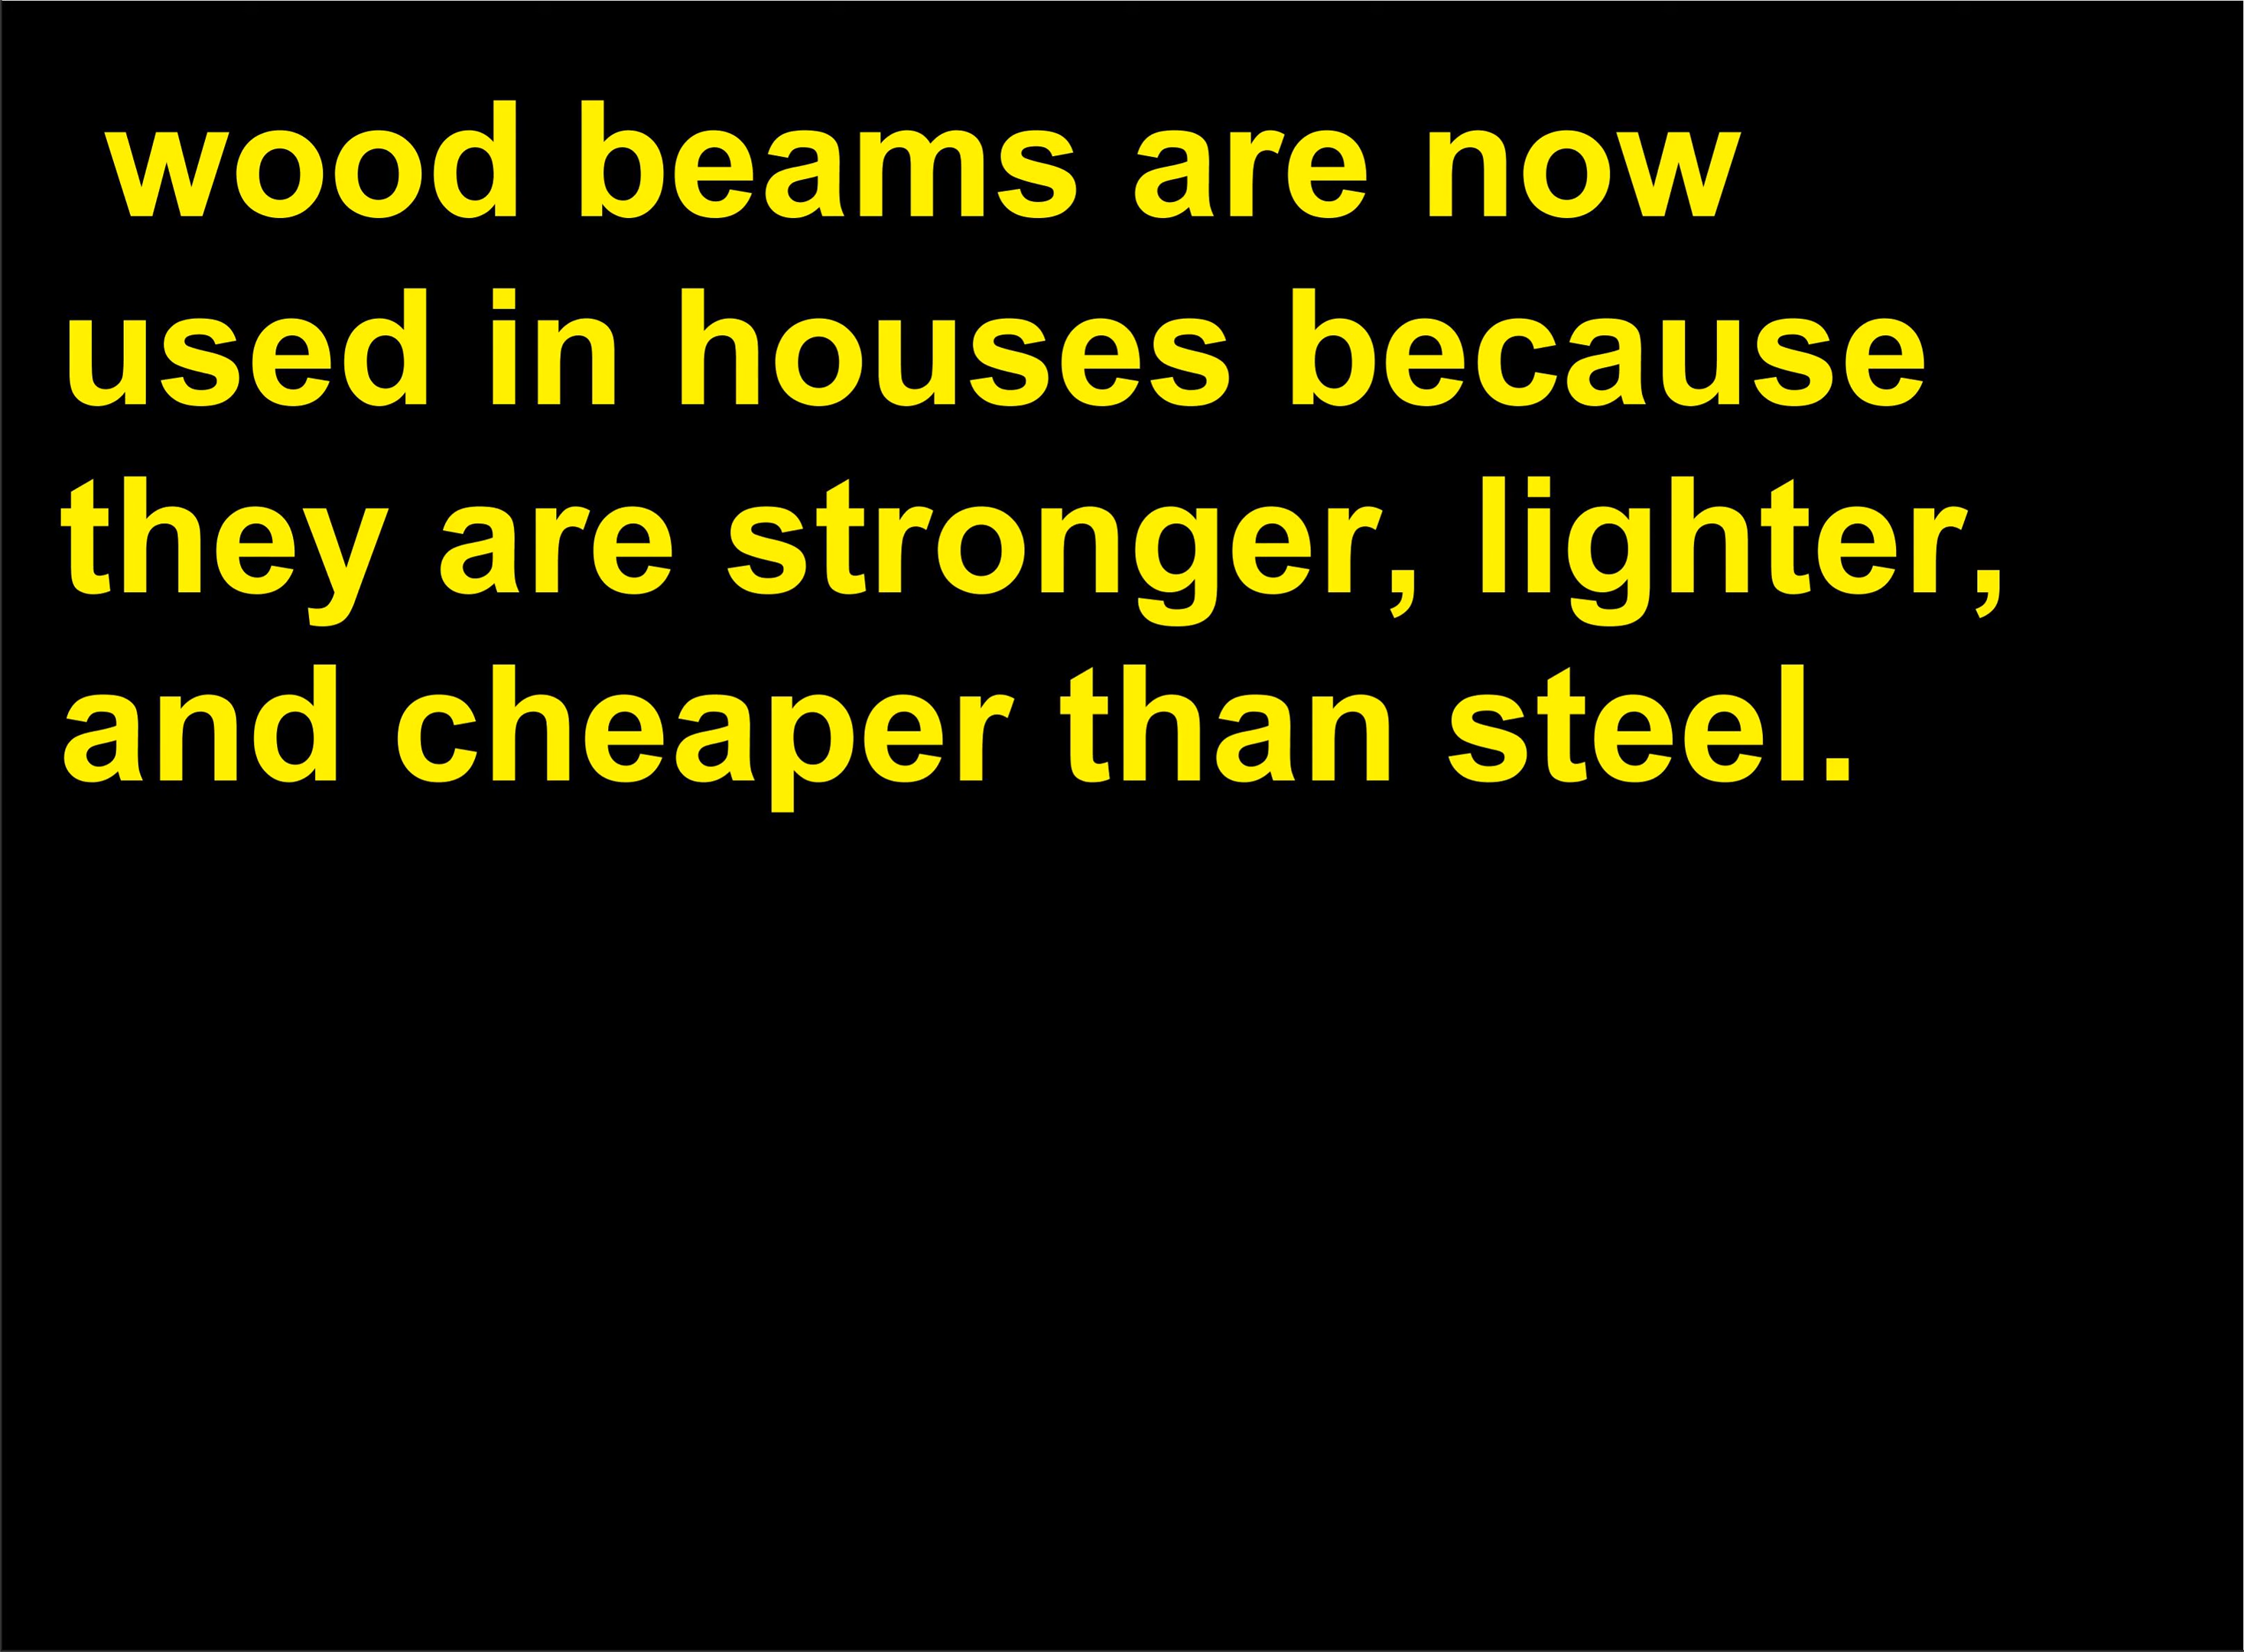 wood beams are now
used in houses because
they are stronger, lighter,
and cheaper than steel.